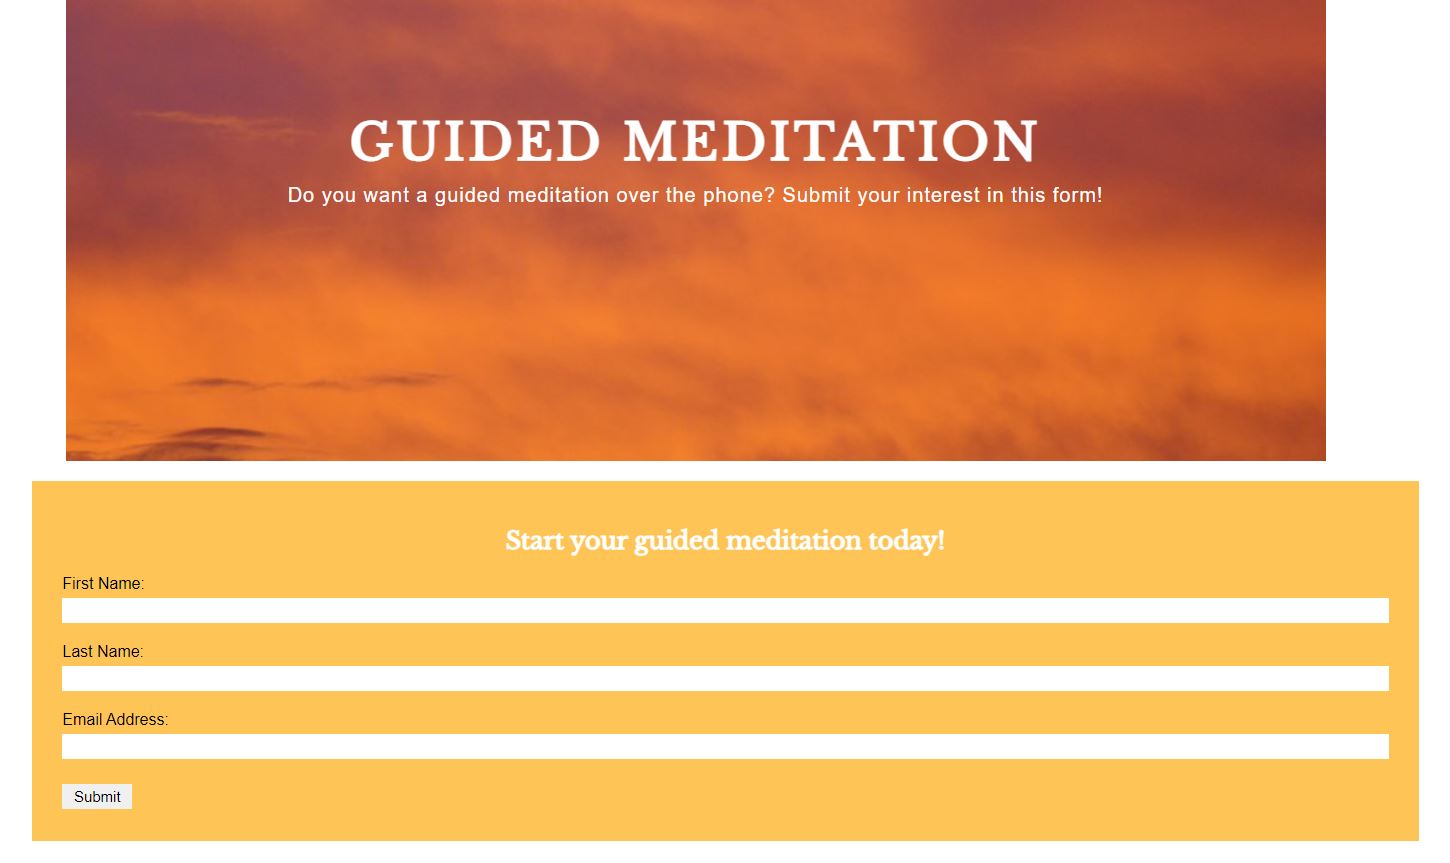 GUIDED MEDITATION
Do you want a guided meditation over the phone? Submit your interest in this form!
Start your guided meditation today!
First Name:
Last Name:
Email Address:
Submit